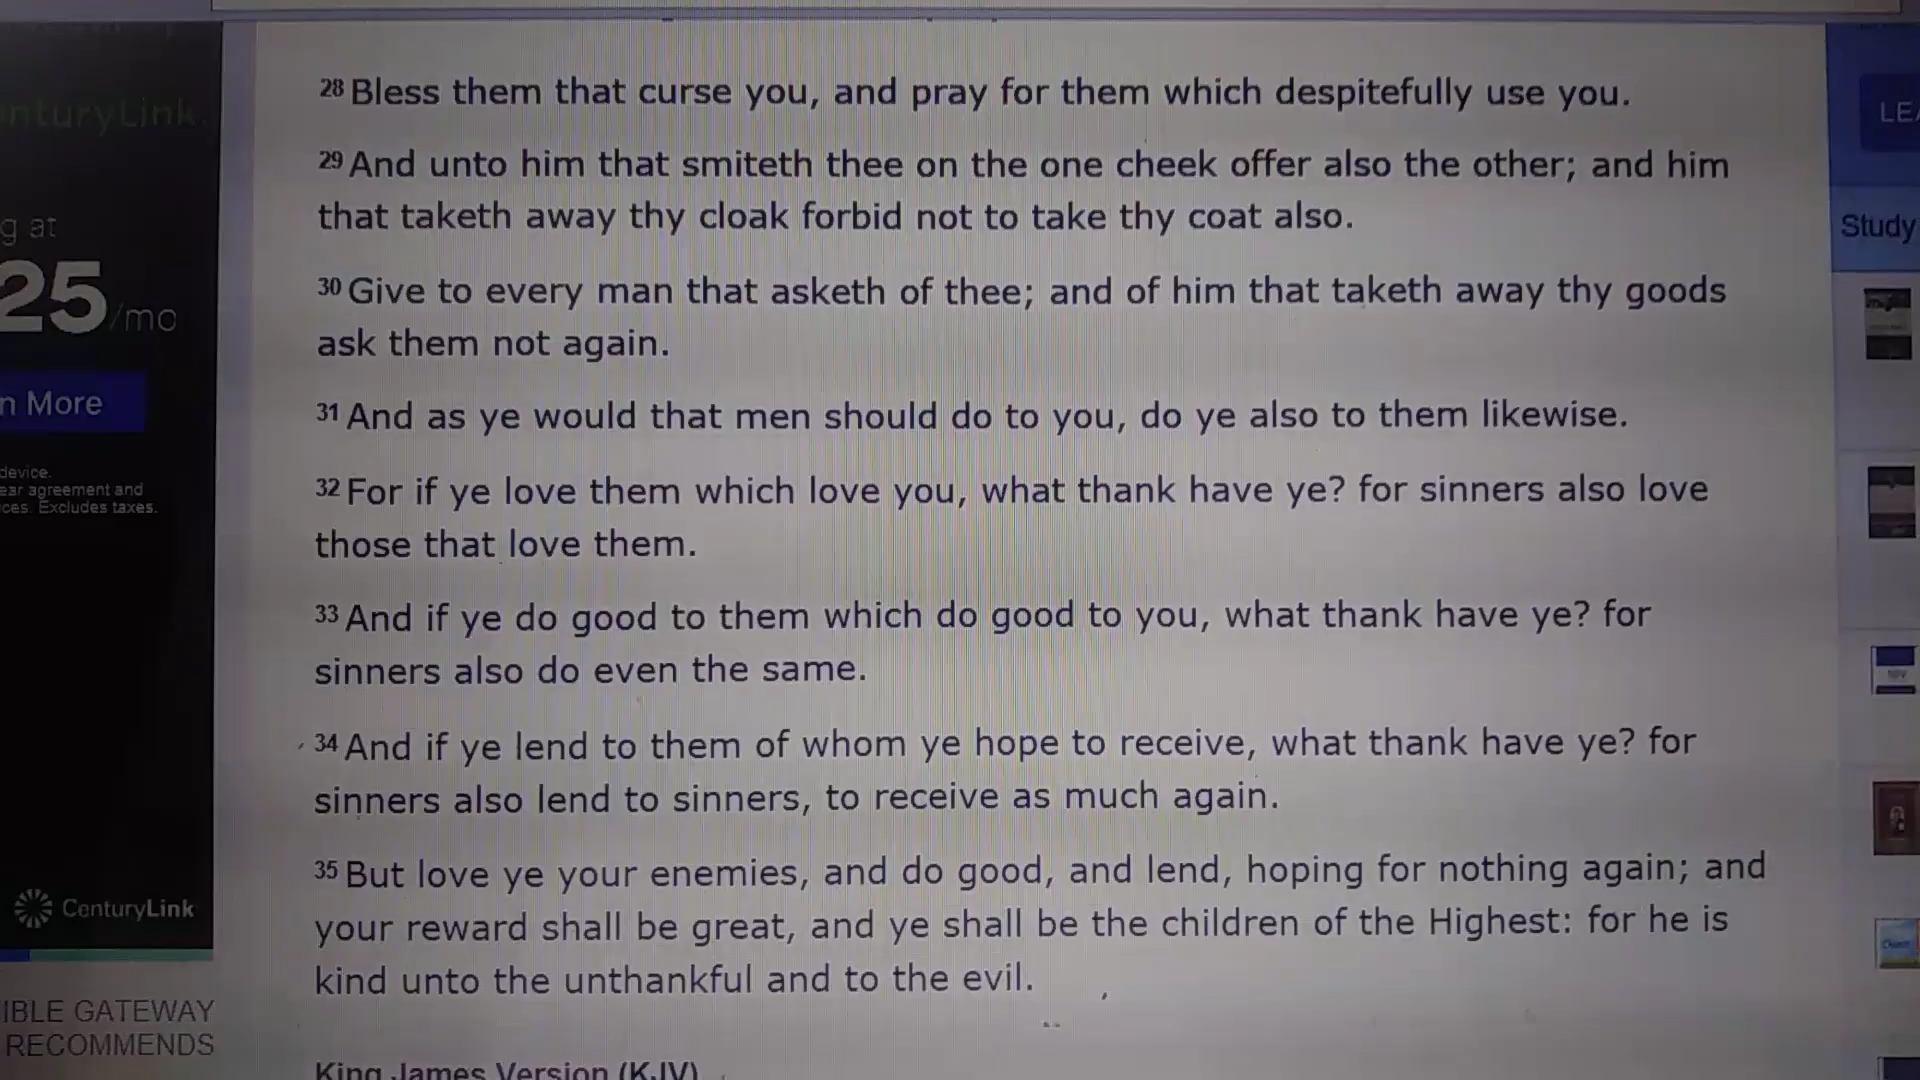 28 Bless them that curse you, and pray for them which despitefully use you.
29 And unto him that smiteth thee on the one cheek offer also the other; and him
that taketh away thy cloak forbid not to take thy coat also.
30 Give to every man that asketh of thee; and of him that taketh away thy goods
ask them not again.
31 And as ye would that men should do to you, do ye also to them likewise.
32 For if ye love them which love you, what thank have ye? for sinners also love
those that love them.
33 And if ye do good to them which do good to you, what thank have ye? for
sinners also do even the same.
34 And if ye lend to them of whom ye hope to receive, what thank have ye? for
sinners also lend to sinners, to receive as much again.
35 But love ye your enemies, and do good, and lend, hoping for nothing again; and
your reward shall be great, and ye shall be the children of the Highest: for he is
kind unto the unthankful and to the evil.
King James Version (KJV)
nturyLink
g at
25/mo
n More
device.
ear agreement and
ces. Excludes taxes.
CenturyLink
IBLE GATEWAY
RECOMMENDS
LEA
Study